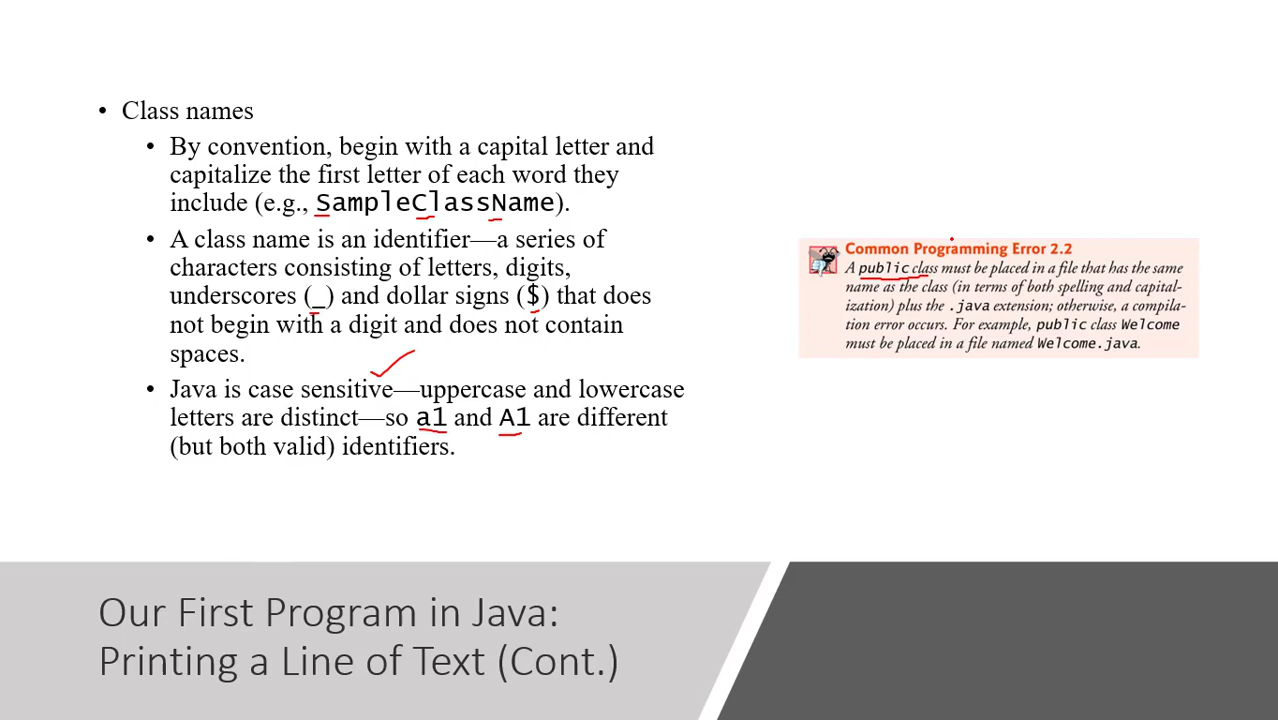 • Class names
• By convention, begin with a capital letter and
capitalize the first letter of each word they
include (e.g., SampleClassName).
• A class name is an identifier—a series of
characters consisting of letters, digits,
underscores (_) and dollar signs ($) that does
not begin with a digit and does not contain
spaces.
• Java is case sensitive—uppercase and lowercase
letters are distinct—so a1 and A1 are different
(but both valid) identifiers.
Common Programming Error 2.2
A public class must be placed in a file that has the same
name as the class (in terms of both spelling and capital-
ization) plus the .java extension; otherwise, a compila-
tion error occurs. For example, public class Welcome
must be placed in a file named Welcome.java.
Our First Program in Java:
Printing a Line of Text (Cont.)